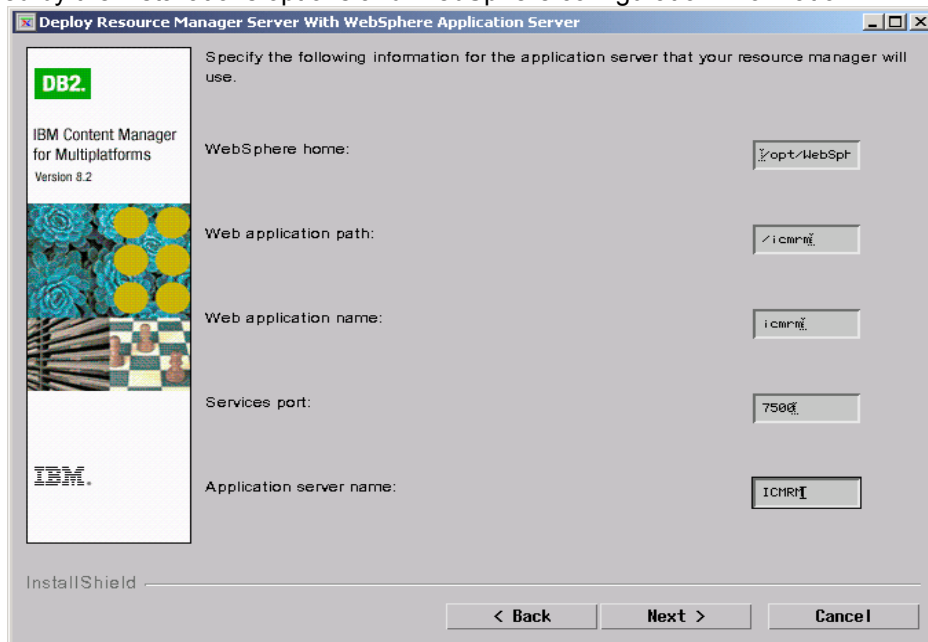 Deploy Resource Manager Server With WebSphere Application Server
Specify the following information for the application server that your resource manager will
use.
DB2.
IBM Content Manager
for Multiplatforms
Version 8.2
WebSphere home:
/opt/WebSph
Web application path:
/icmrm
Web application name:
icmrm
Services port:
7500
IBM.
Application server name:
ICMRM
InstallShield
< Back
Next >
Cancel